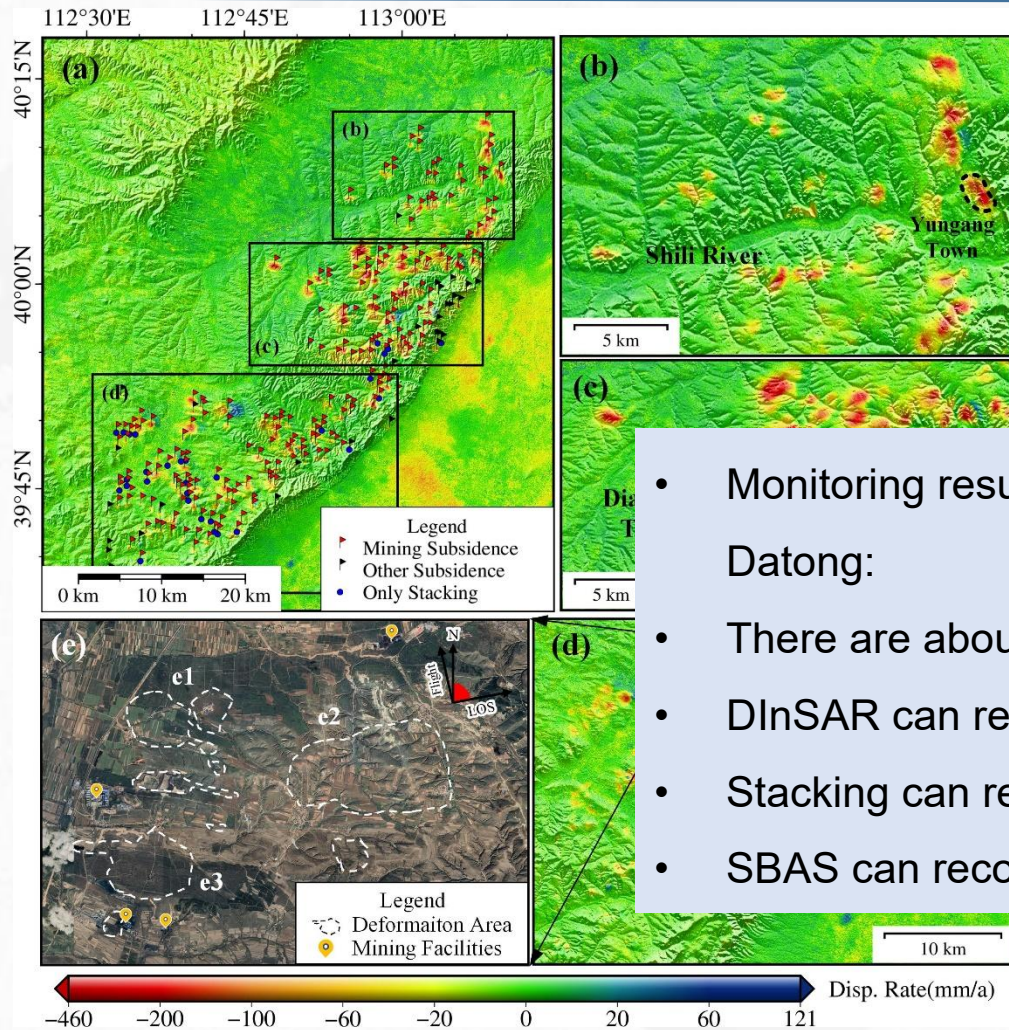 112°30'E 112°45'E 113°00'E
40°15'N
40°00'N
39°45'N
(a)
(b)
(c)
(d)
Legend
Mining Subsidence
Other Subsidence
Only Stacking
0 km 10 km 20 km
(b)
Shili River
Yungang
Town
5 km
(c)
5 km
(d)
10 km
• Monitoring resu
Datong:
• There are abou
• DInSAR can re
• Stacking can re
• SBAS can reco
(e)
e1
e2
e3
N
Flight
LOS
Legend
Deformaiton Area
Mining Facilities
−460 −200 −100 −60 −20 0 20 60 121
Disp. Rate(mm/a)